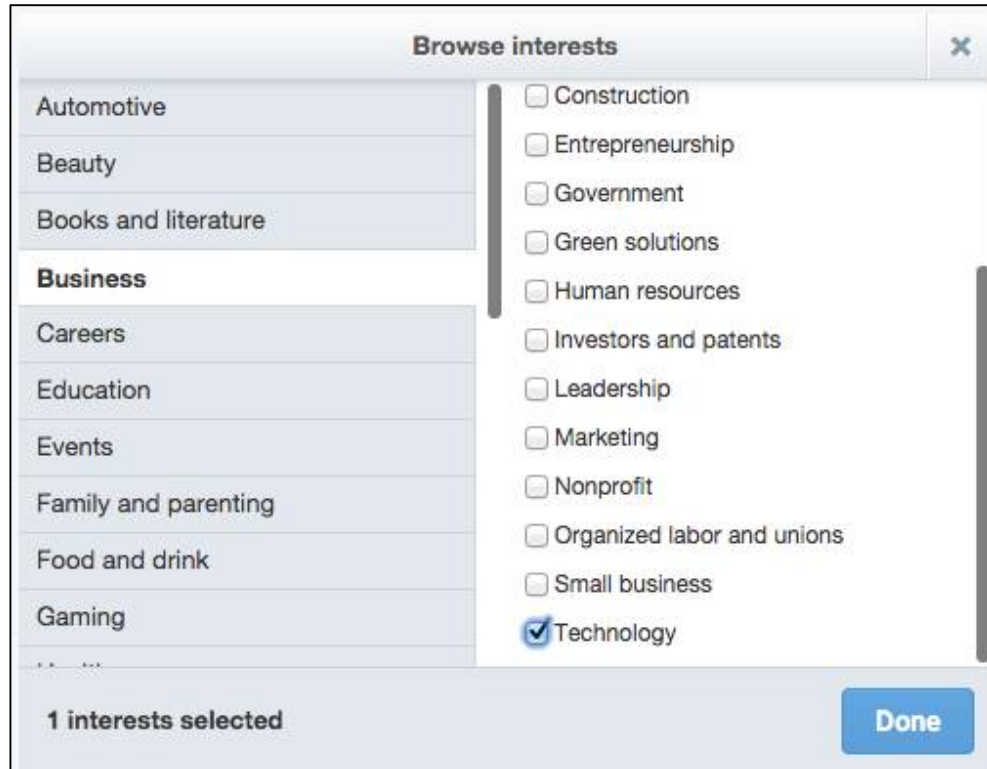 Browse interests
Automotive
Beauty
Books and literature
Business
Careers
Education
Events
Family and parenting
Food and drink
Gaming
Construction
Entrepreneurship
Government
Green solutions
Human resources
Investors and patents
Leadership
Marketing
Nonprofit
Organized labor and unions
Small business
Technology
1 interests selected
Done